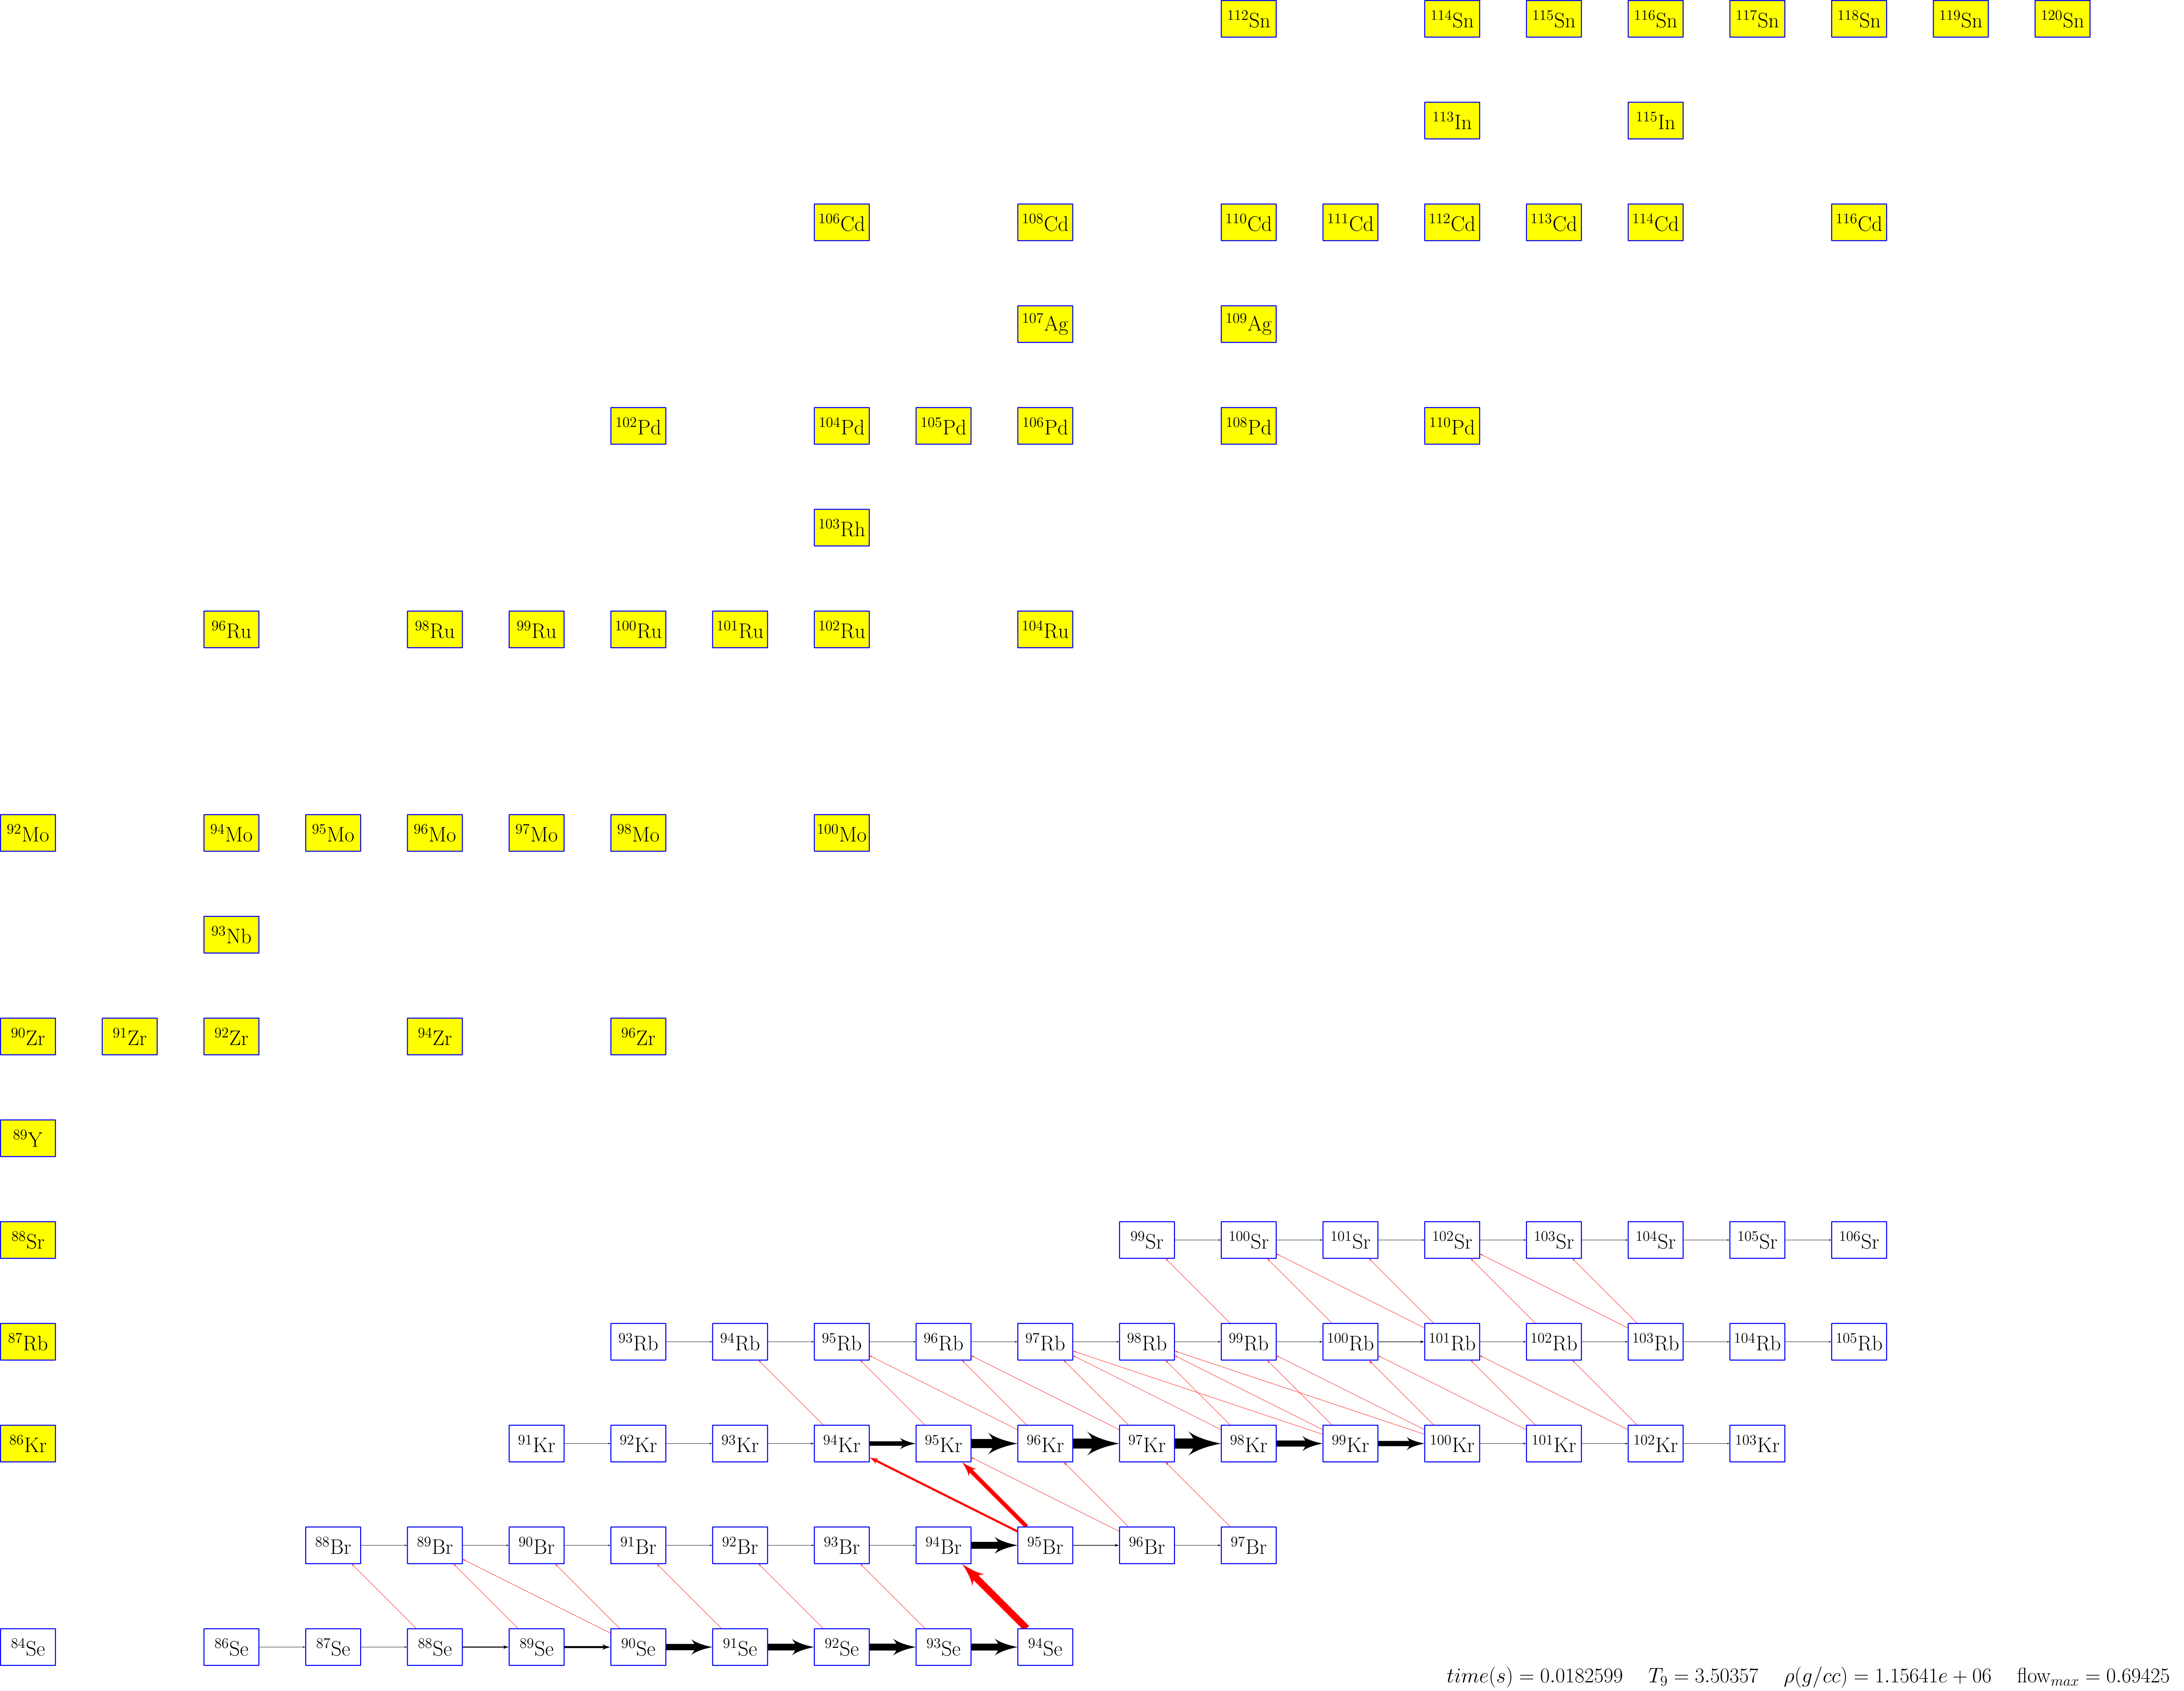 ¹¹²Sn ¹¹⁴Sn ¹¹⁵Sn ¹¹⁶Sn ¹¹⁷Sn ¹¹⁸Sn ¹¹⁹Sn ¹²⁰Sn
¹¹³In ¹¹⁵In
¹⁰⁶Cd ¹⁰⁸Cd ¹¹⁰Cd ¹¹¹Cd ¹¹²Cd ¹¹³Cd ¹¹⁴Cd ¹¹⁶Cd
¹⁰⁷Ag ¹⁰⁹Ag
¹⁰²Pd ¹⁰⁴Pd ¹⁰⁵Pd ¹⁰⁶Pd ¹⁰⁸Pd ¹¹⁰Pd
¹⁰³Rh
⁹⁶Ru ⁹⁸Ru ⁹⁹Ru ¹⁰⁰Ru ¹⁰¹Ru ¹⁰²Ru ¹⁰⁴Ru
⁹²Mo ⁹⁴Mo ⁹⁵Mo ⁹⁶Mo ⁹⁷Mo ⁹⁸Mo ¹⁰⁰Mo
⁹³Nb
⁹⁰Zr ⁹¹Zr ⁹²Zr ⁹⁴Zr ⁹⁶Zr
⁸⁹Y
⁸⁸Sr ⁹⁹Sr ¹⁰⁰Sr ¹⁰¹Sr ¹⁰²Sr ¹⁰³Sr ¹⁰⁴Sr ¹⁰⁵Sr ¹⁰⁶Sr
⁸⁷Rb ⁹³Rb ⁹⁴Rb ⁹⁵Rb ⁹⁶Rb ⁹⁷Rb ⁹⁸Rb ⁹⁹Rb ¹⁰⁰Rb ¹⁰¹Rb ¹⁰²Rb ¹⁰³Rb ¹⁰⁴Rb ¹⁰⁵Rb
⁸⁶Kr ⁹¹Kr ⁹²Kr ⁹³Kr ⁹⁴Kr ⁹⁵Kr ⁹⁶Kr ⁹⁷Kr ⁹⁸Kr ⁹⁹Kr ¹⁰⁰Kr ¹⁰¹Kr ¹⁰²Kr ¹⁰³Kr
⁸⁸Br ⁸⁹Br ⁹⁰Br ⁹¹Br ⁹²Br ⁹³Br ⁹⁴Br ⁹⁵Br ⁹⁶Br ⁹⁷Br
⁸⁴Se ⁸⁶Se ⁸⁷Se ⁸⁸Se ⁸⁹Se ⁹⁰Se ⁹¹Se ⁹²Se ⁹³Se ⁹⁴Se
time(s) = 0.0182599 T₉ = 3.50357 ρ(g/cc) = 1.15641e + 06 flowₘₐₓ = 0.69425